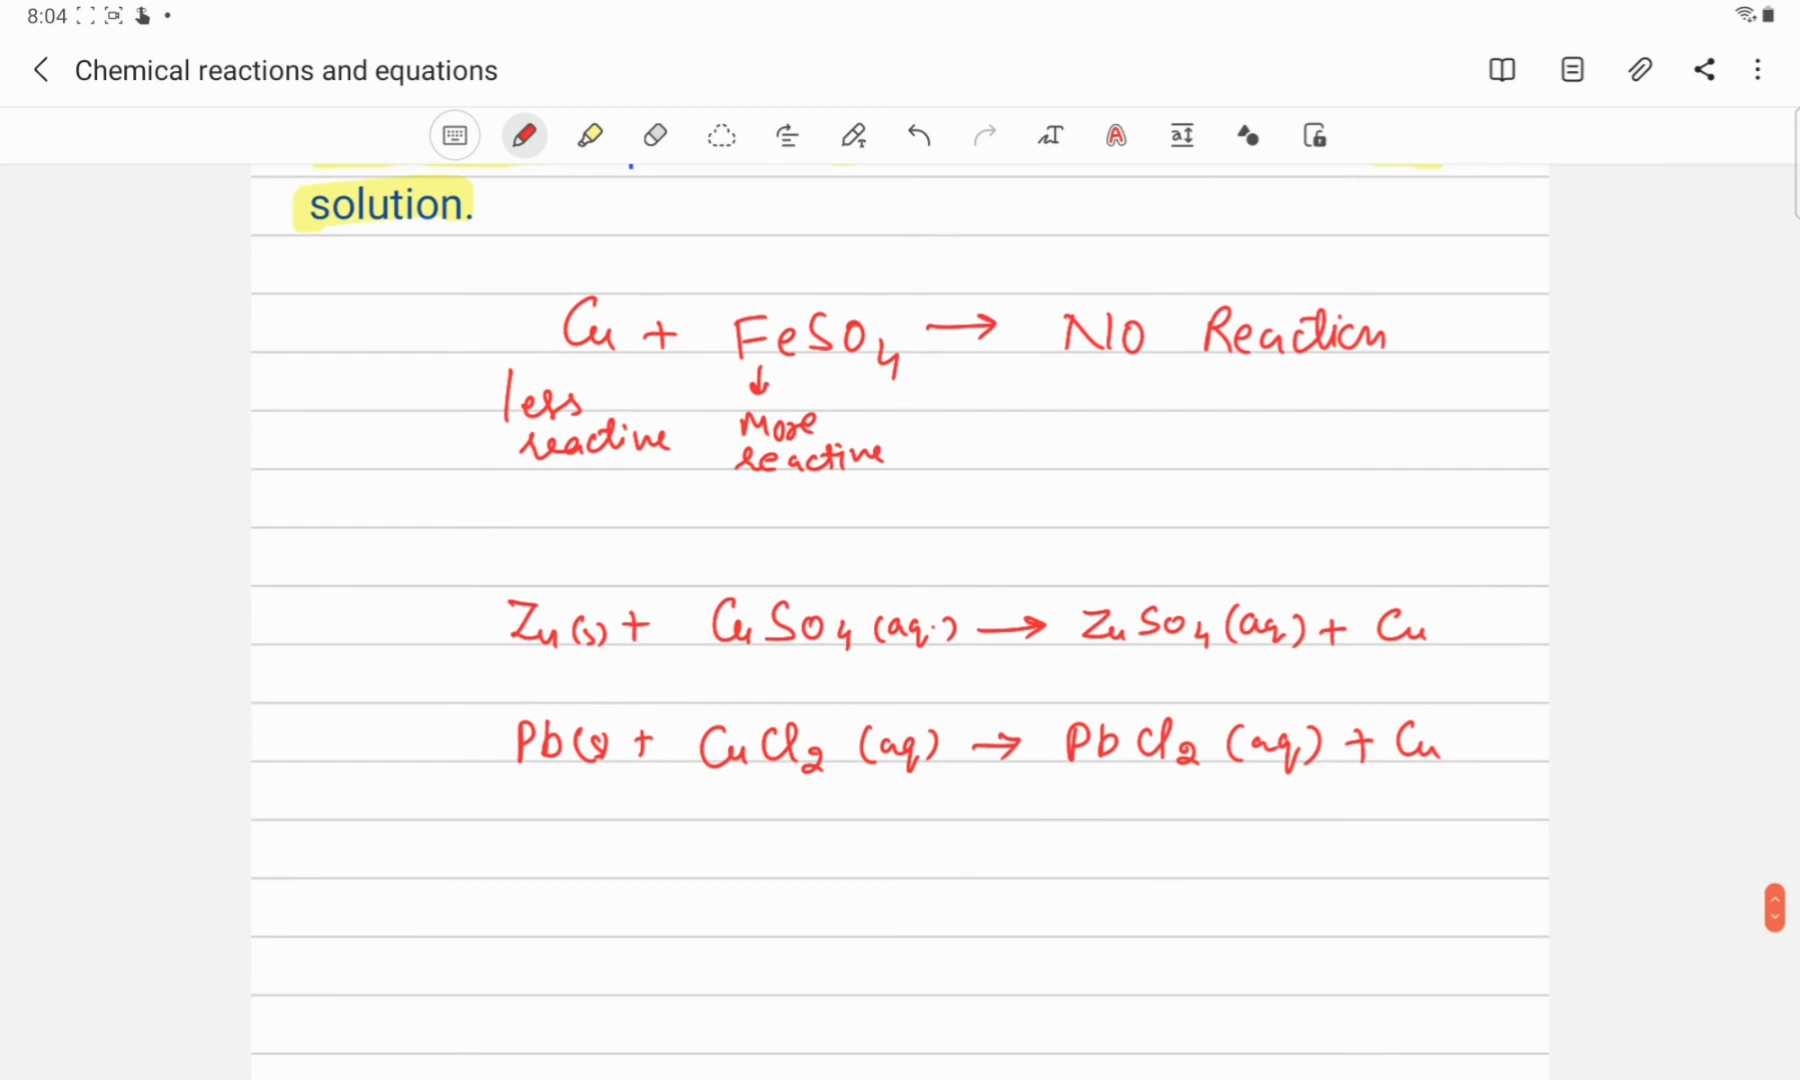 8:04
Chemical reactions and equations
solution.
Cu + FeSO4 → No Reaction
↓
less reactive
More reactive
Zn(s) + CuSO4 (aq.) → ZnSO4 (aq) + Cu
Pb(s) + CuCl2 (aq) → PbCl2 (aq) + Cu